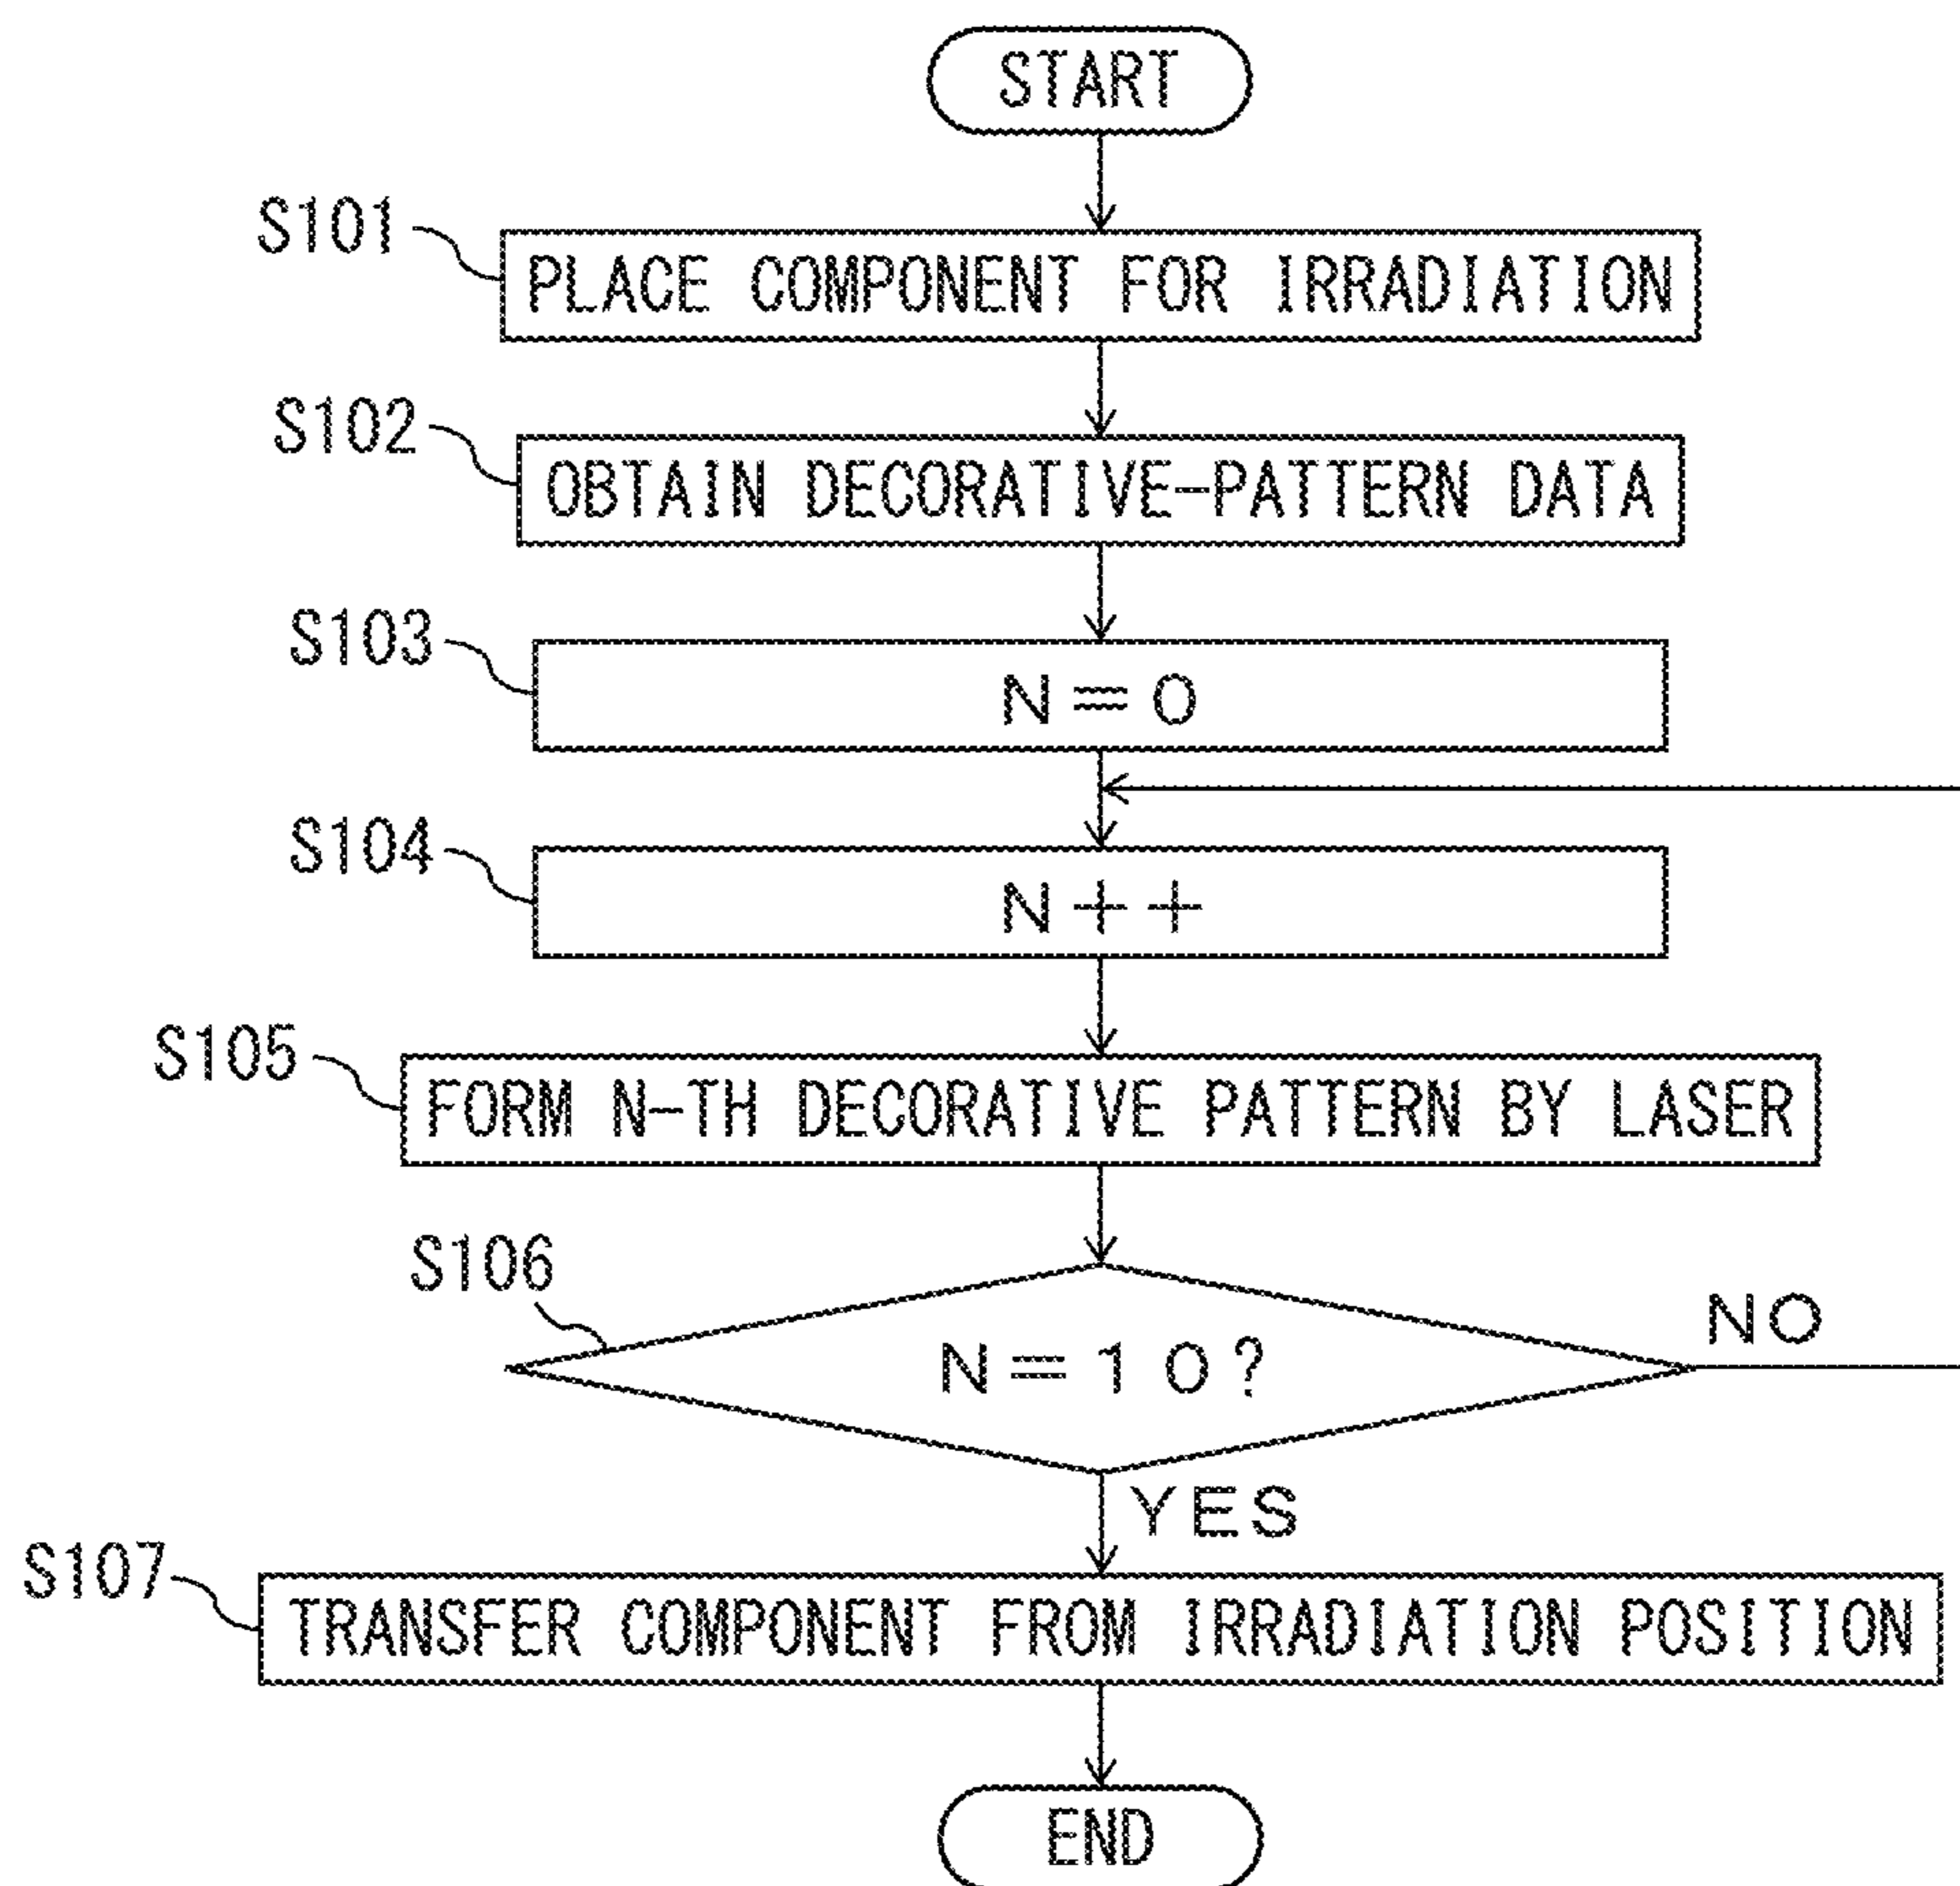 START
S101
PLACE COMPONENT FOR IRRADIATION
S102
OBTAIN DECORATIVE-PATTERN DATA
S103
N=0
S104
N++
S105
FORM N-TH DECORATIVE PATTERN BY LASER
S106
N=10?
NO
YES
S107
TRANSFER COMPONENT FROM IRRADIATION POSITION
END